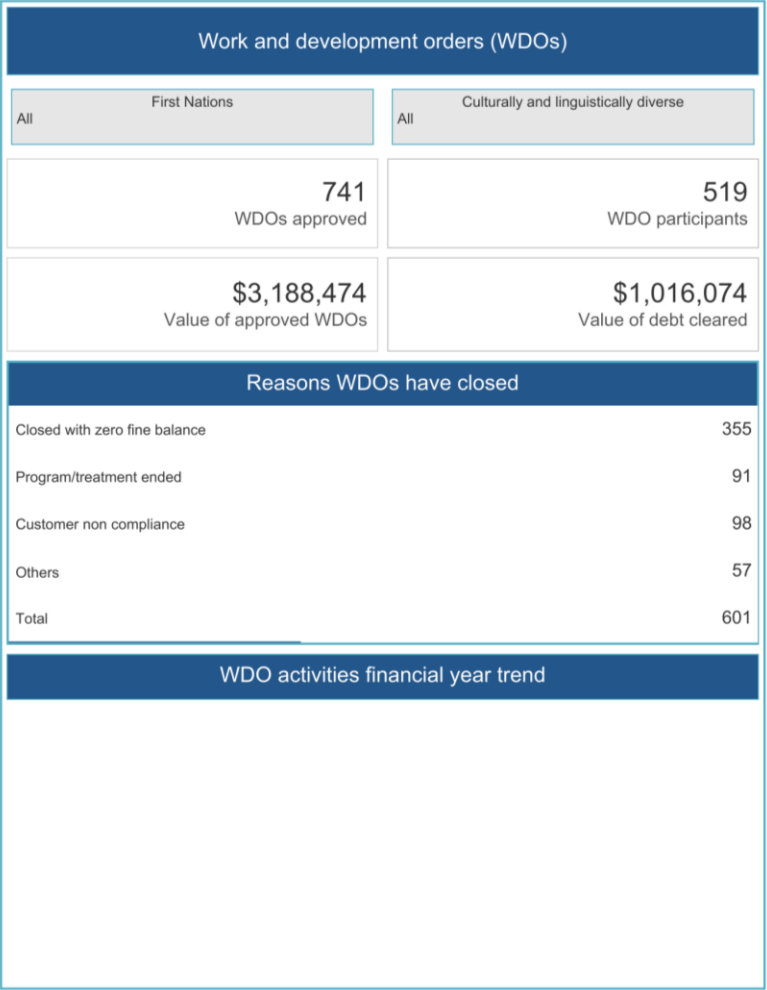 Work and development orders (WDOs)
First Nations
All
Culturally and linguistically diverse
All
741
WDOs approved
519
WDO participants
$3,188,474
Value of approved WDOs
$1,016,074
Value of debt cleared
Reasons WDOs have closed
Closed with zero fine balance 355
Program/treatment ended 91
Customer non compliance 98
Others 57
Total 601
WDO activities financial year trend